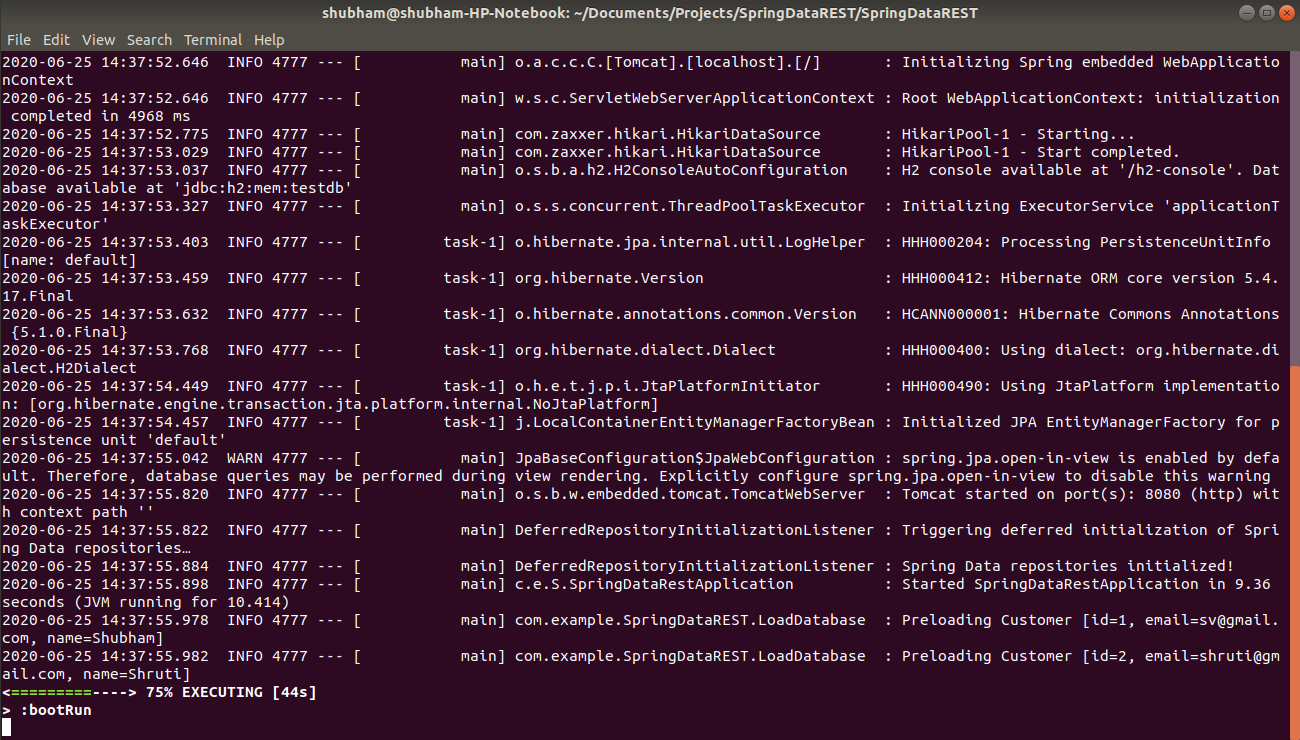 shubham@shubham-HP-Notebook: ~/Documents/Projects/SpringDataREST/SpringDataREST
File Edit View Search Terminal Help
2020-06-25 14:37:52.646  INFO 4777 --- [           main] o.a.c.c.C.[Tomcat].[localhost].[/]       : Initializing Spring embedded WebApplicatio
nContext
2020-06-25 14:37:52.646  INFO 4777 --- [           main] w.s.c.ServletWebServerApplicationContext : Root WebApplicationContext: initialization
 completed in 4968 ms
2020-06-25 14:37:52.775  INFO 4777 --- [           main] com.zaxxer.hikari.HikariDataSource       : HikariPool-1 - Starting...
2020-06-25 14:37:53.029  INFO 4777 --- [           main] com.zaxxer.hikari.HikariDataSource       : HikariPool-1 - Start completed.
2020-06-25 14:37:53.037  INFO 4777 --- [           main] o.s.b.a.h2.H2ConsoleAutoConfiguration    : H2 console available at '/h2-console'. Dat
abase available at 'jdbc:h2:mem:testdb'
2020-06-25 14:37:53.327  INFO 4777 --- [           main] o.s.s.concurrent.ThreadPoolTaskExecutor  : Initializing ExecutorService 'applicationT
askExecutor'
2020-06-25 14:37:53.403  INFO 4777 --- [         task-1] o.hibernate.jpa.internal.util.LogHelper  : HHH000204: Processing PersistenceUnitInfo 
[name: default]
2020-06-25 14:37:53.459  INFO 4777 --- [         task-1] org.hibernate.Version                    : HHH000412: Hibernate ORM core version 5.4.
17.Final
2020-06-25 14:37:53.632  INFO 4777 --- [         task-1] o.hibernate.annotations.common.Version   : HCANN000001: Hibernate Commons Annotations
 {5.1.0.Final}
2020-06-25 14:37:53.768  INFO 4777 --- [         task-1] org.hibernate.dialect.Dialect            : HHH000400: Using dialect: org.hibernate.di
alect.H2Dialect
2020-06-25 14:37:54.449  INFO 4777 --- [         task-1] o.h.e.t.j.p.i.JtaPlatformInitiator       : HHH000490: Using JtaPlatform implementatio
n: [org.hibernate.engine.transaction.jta.platform.internal.NoJtaPlatform]
2020-06-25 14:37:54.457  INFO 4777 --- [         task-1] j.LocalContainerEntityManagerFactoryBean : Initialized JPA EntityManagerFactory for p
ersistence unit 'default'
2020-06-25 14:37:55.042  WARN 4777 --- [           main] JpaBaseConfiguration$JpaWebConfiguration : spring.jpa.open-in-view is enabled by defa
ult. Therefore, database queries may be performed during view rendering. Explicitly configure spring.jpa.open-in-view to disable this warning
2020-06-25 14:37:55.820  INFO 4777 --- [           main] o.s.b.w.embedded.tomcat.TomcatWebServer  : Tomcat started on port(s): 8080 (http) wit
h context path ''
2020-06-25 14:37:55.822  INFO 4777 --- [           main] DeferredRepositoryInitializationListener : Triggering deferred initialization of Spri
ng Data repositories…
2020-06-25 14:37:55.884  INFO 4777 --- [           main] DeferredRepositoryInitializationListener : Spring Data repositories initialized!
2020-06-25 14:37:55.898  INFO 4777 --- [           main] c.e.S.SpringDataRestApplication          : Started SpringDataRestApplication in 9.36 
seconds (JVM running for 10.414)
2020-06-25 14:37:55.978  INFO 4777 --- [           main] com.example.SpringDataREST.LoadDatabase  : Preloading Customer [id=1, email=sv@gmail.
com, name=Shubham]
2020-06-25 14:37:55.982  INFO 4777 --- [           main] com.example.SpringDataREST.LoadDatabase  : Preloading Customer [id=2, email=shruti@gm
ail.com, name=Shruti]
<=========----> 75% EXECUTING [44s]
> :bootRun